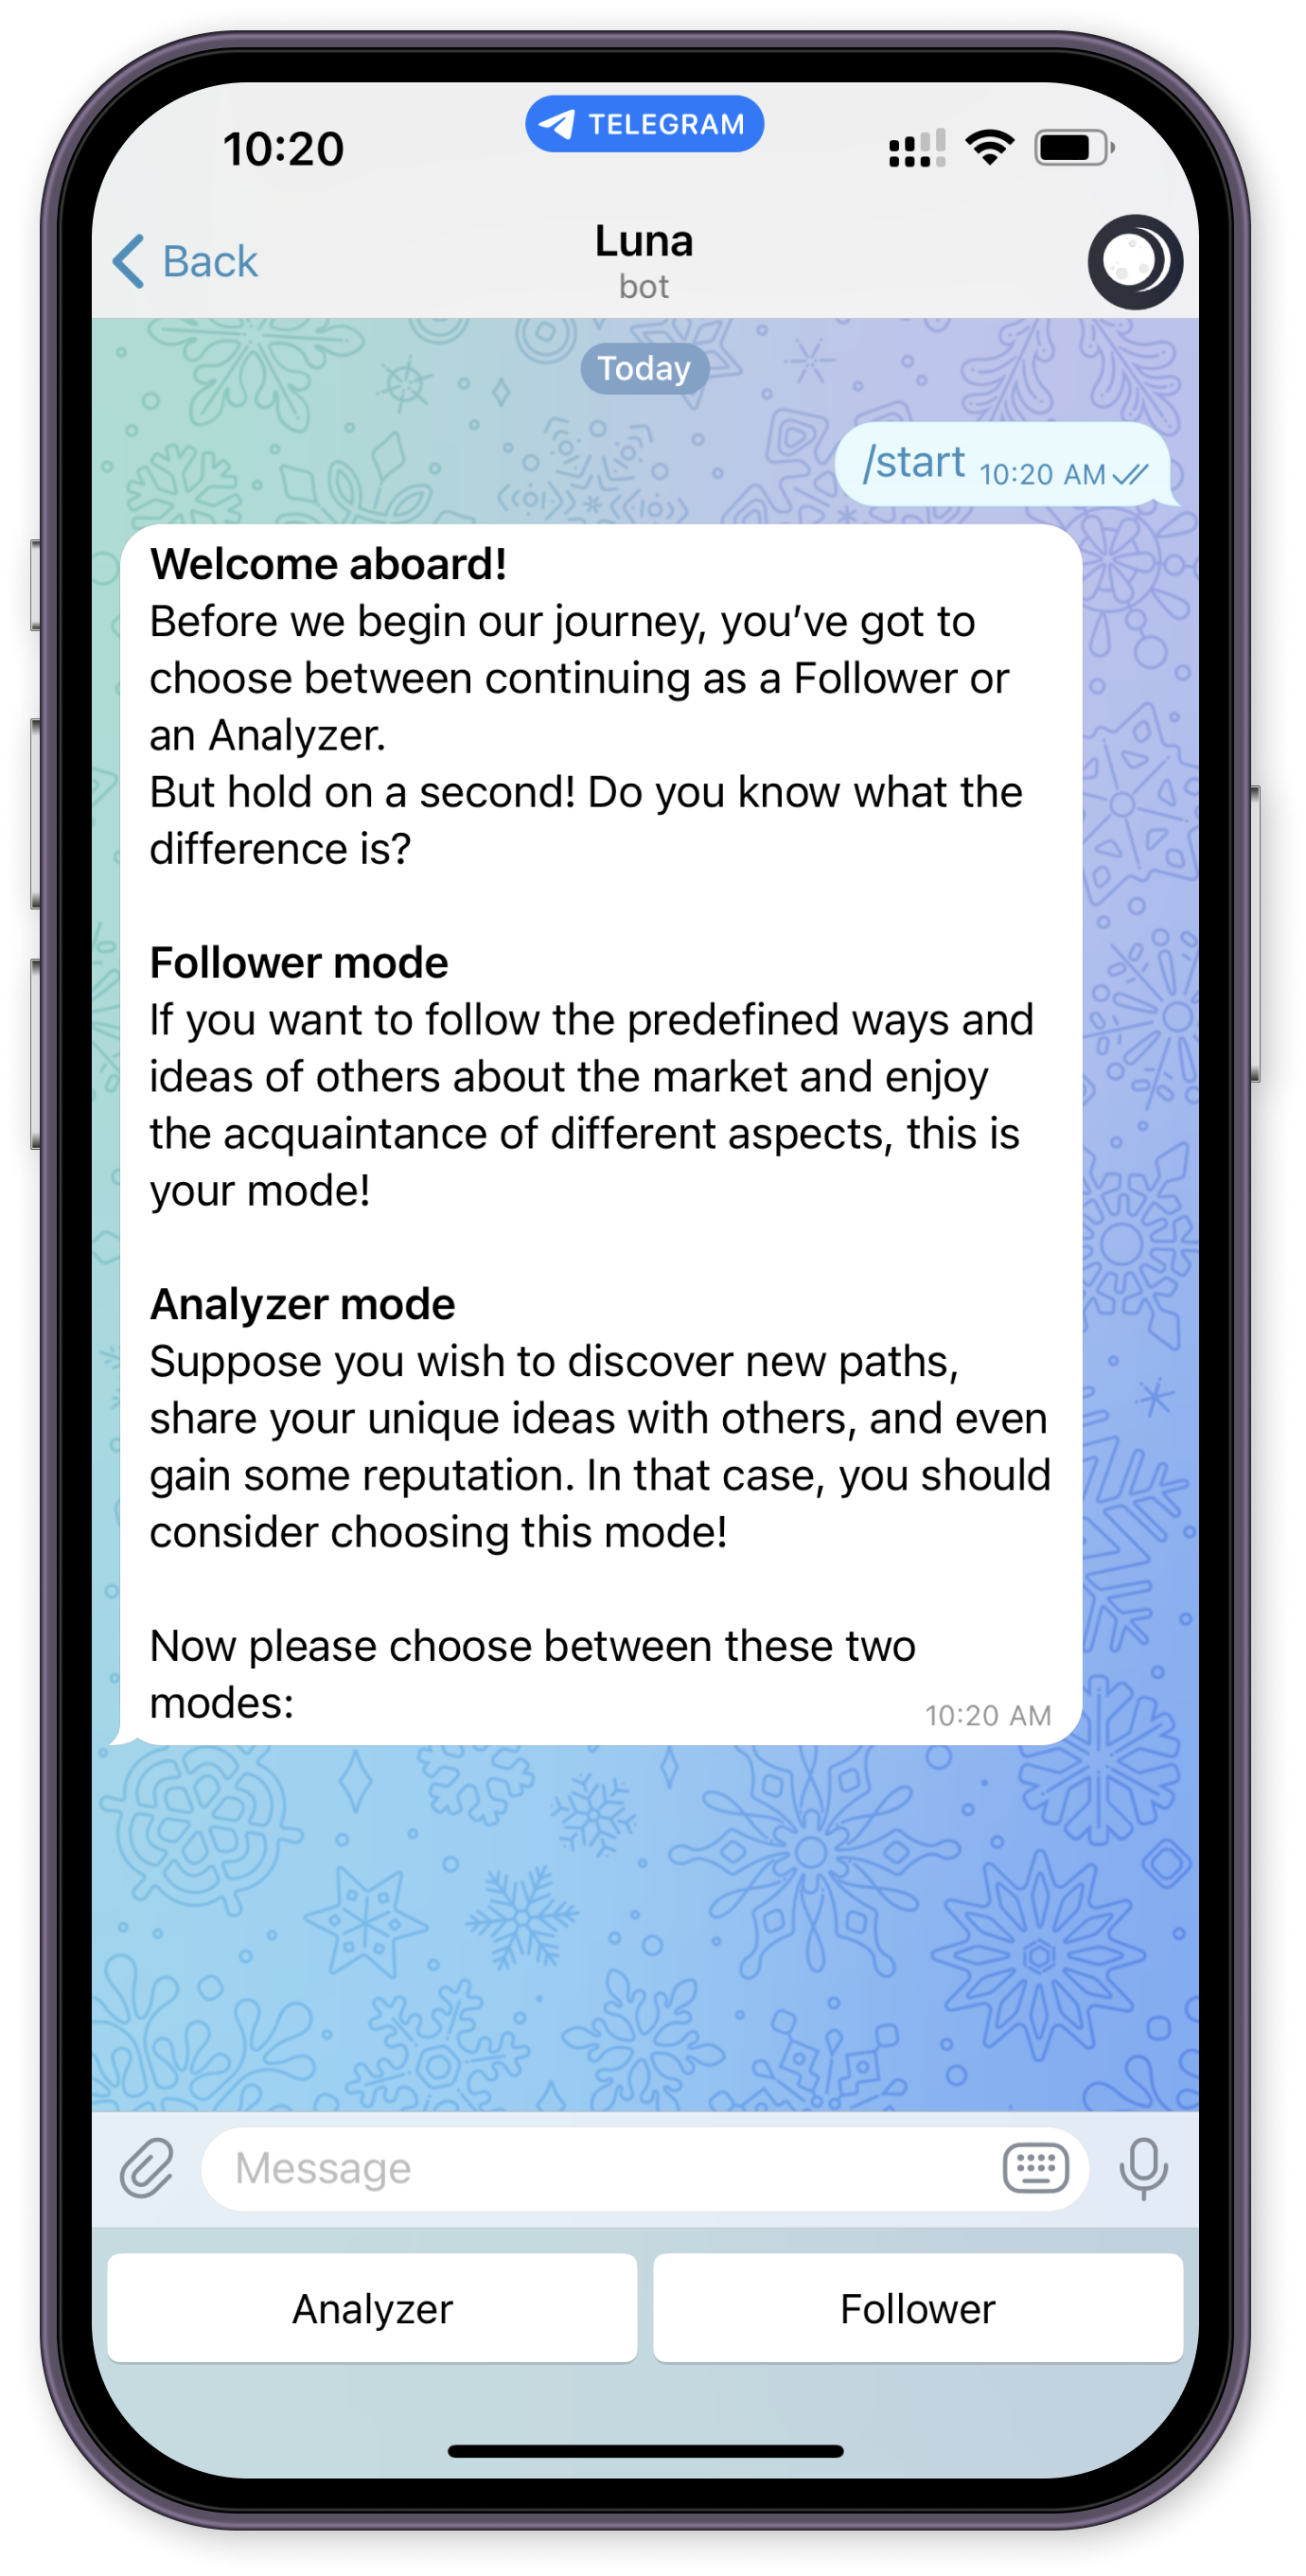 10:20
TELEGRAM
Back
Luna
bot
Today
/start 10:20 AM
Welcome aboard!
Before we begin our journey, you’ve got to
choose between continuing as a Follower or
an Analyzer.
But hold on a second! Do you know what the
difference is?
Follower mode
If you want to follow the predefined ways and
ideas of others about the market and enjoy
the acquaintance of different aspects, this is
your mode!
Analyzer mode
Suppose you wish to discover new paths,
share your unique ideas with others, and even
gain some reputation. In that case, you should
consider choosing this mode!
Now please choose between these two
modes:
10:20 AM
Message
Analyzer
Follower